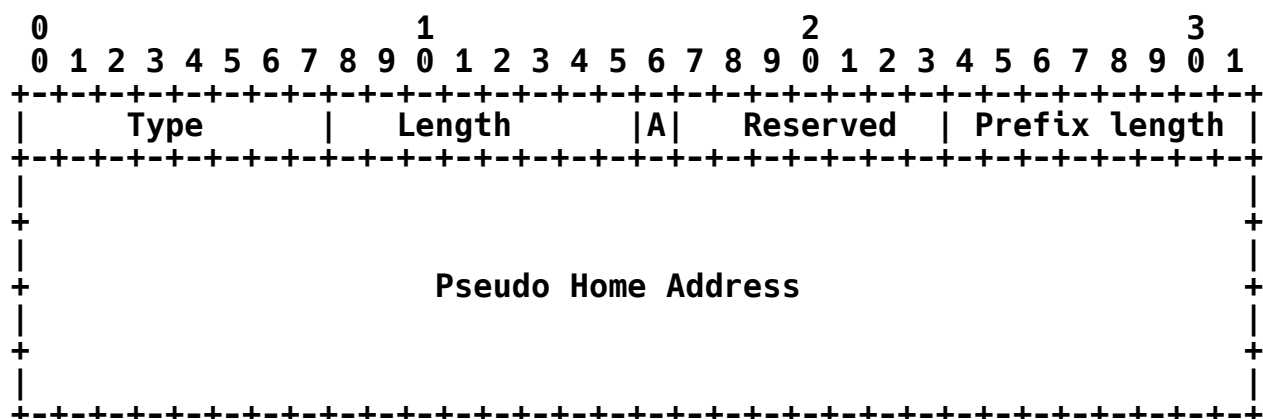 0                   1                   2                   3
 0 1 2 3 4 5 6 7 8 9 0 1 2 3 4 5 6 7 8 9 0 1 2 3 4 5 6 7 8 9 0 1
+-+-+-+-+-+-+-+-+-+-+-+-+-+-+-+-+-+-+-+-+-+-+-+-+-+-+-+-+-+-+-+-+
|     Type      |   Length      |A|   Reserved  | Prefix length |
+-+-+-+-+-+-+-+-+-+-+-+-+-+-+-+-+-+-+-+-+-+-+-+-+-+-+-+-+-+-+-+-+
|                                                               |
+                                                               +
|                                                               |
+                     Pseudo Home Address                       +
|                                                               |
+                                                               +
|                                                               |
+-+-+-+-+-+-+-+-+-+-+-+-+-+-+-+-+-+-+-+-+-+-+-+-+-+-+-+-+-+-+-+-+